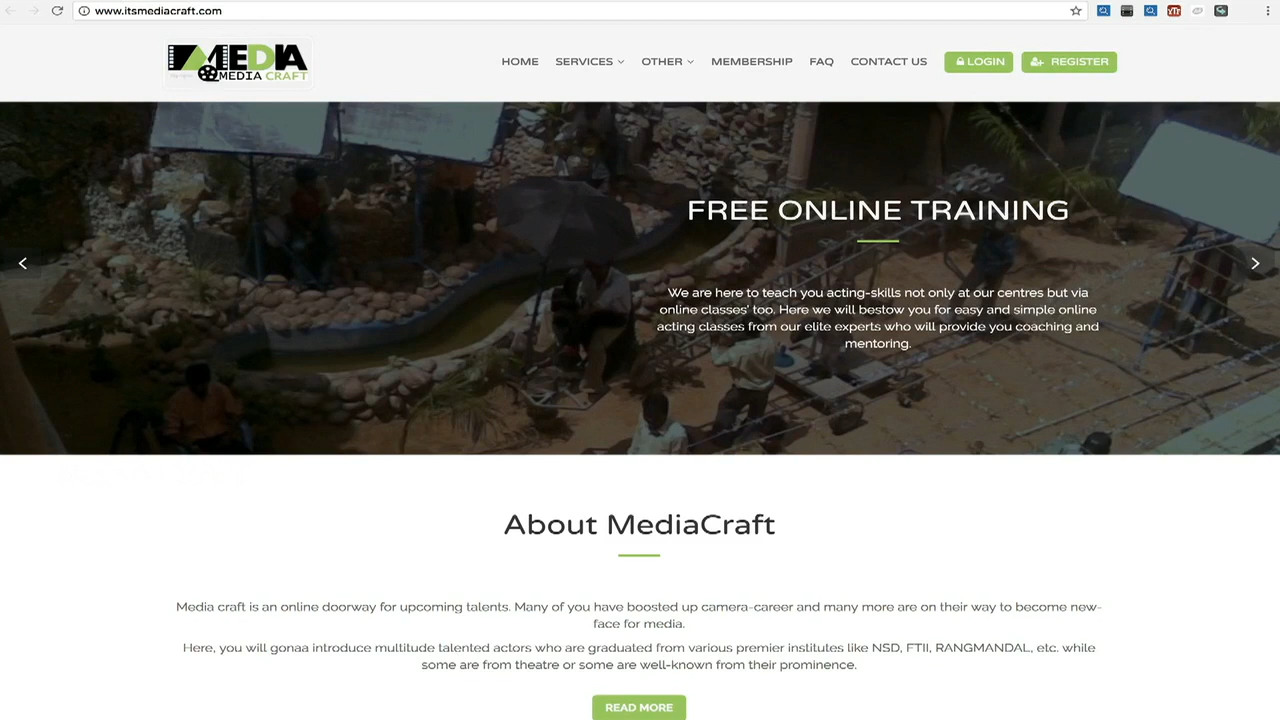 www.itsmediacraft.com
MEDIA
MEDIA CRAFT
HOME SERVICES OTHER MEMBERSHIP FAQ CONTACT US LOGIN REGISTER
FREE ONLINE TRAINING
We are here to teach you acting-skills not only at our centres but via
online classes' too. Here we will bestow you for easy and simple online
acting classes from our elite experts who will provide you coaching and
mentoring.
About MediaCraft
Media craft is an online doorway for upcoming talents. Many of you have boosted up camera-career and many more are on their way to become new-
face for media.
Here, you will gonaa introduce multitude talented actors who are graduated from various premier institutes like NSD, FTII, RANGMANDAL, etc. while
some are from theatre or some are well-known from their prominence.
READ MORE